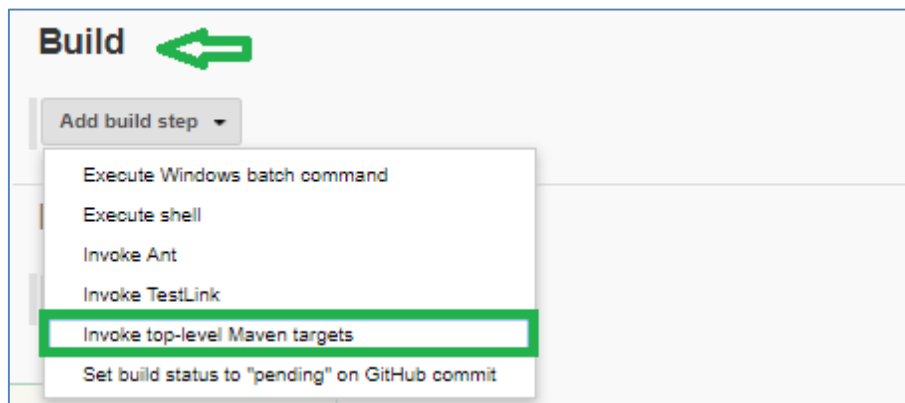 Build
Add build step
Execute Windows batch command
Execute shell
Invoke Ant
Invoke TestLink
Invoke top-level Maven targets
Set build status to "pending" on GitHub commit